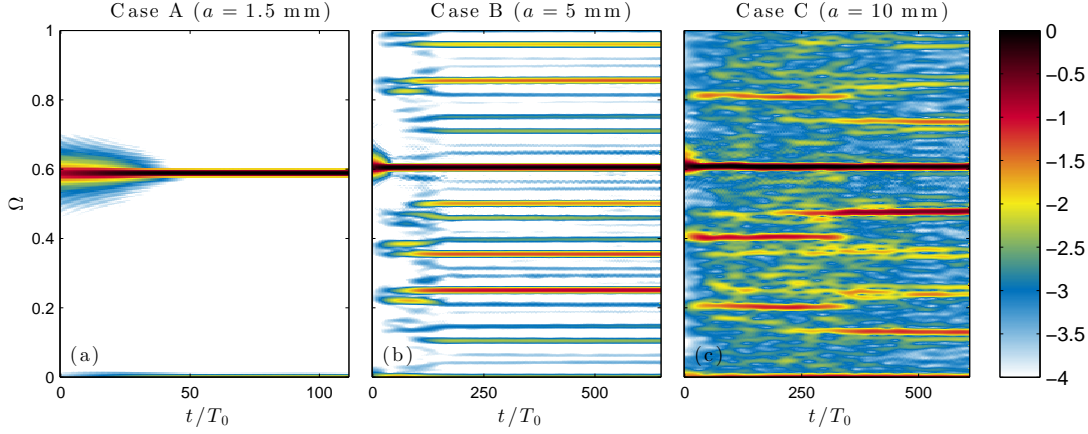 Case A (a = 1.5 mm)
Case B (a = 5 mm)
Case C (a = 10 mm)
1
0.8
0.6
0.4
0.2
0
Ω
(a)
(b)
(c)
0 50 100
0 250 500
0 250 500
t/T₀
t/T₀
t/T₀
0
−0.5
−1
−1.5
−2
−2.5
−3
−3.5
−4